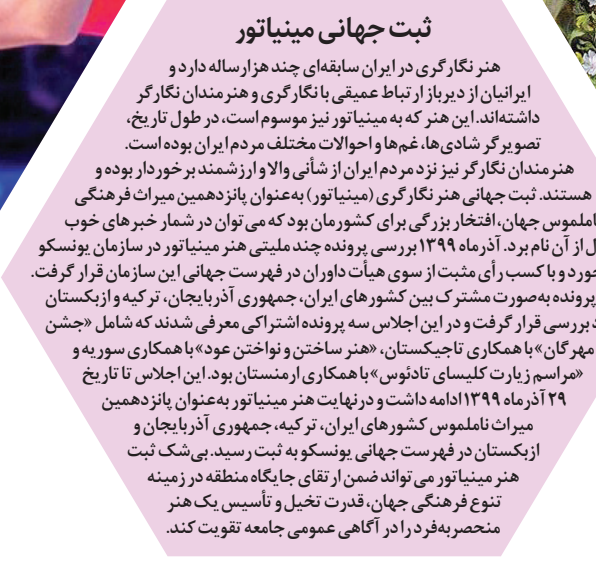 ثبت جهانی مینیاتور
هنر نگارگری در ایران سابقه‌ای چند هزار ساله دارد و
ایرانیان از دیرباز ارتباط عمیقی با نگارگری و هنرمندان نگارگر
داشته‌اند. این هنر که به مینیاتور نیز موسوم است، در طول تاریخ،
تصویرگر شادی‌ها، غم‌ها و احوالات مختلف مردم ایران بوده است.
هنرمندان نگارگر نیز نزد مردم ایران از شأنی والا و ارزشمند برخوردار بوده و
هستند. ثبت جهانی هنر نگارگری (مینیاتور) به‌عنوان پانزدهمین میراث فرهنگی
ناملموس جهان، افتخار بزرگی برای کشورمان بود که می‌توان در شمار خبرهای خوب
از آن نام برد. آذرماه ۱۳۹۹ بررسی پرونده چند ملیتی هنر مینیاتور در سازمان یونسکو
خورد و با کسب رأی مثبت از سوی هیأت داوران در فهرست جهانی این سازمان قرار گرفت.
پرونده به‌صورت مشترک بین کشورهای ایران، جمهوری آذربایجان، ترکیه و ازبکستان
بررسی قرار گرفت و در این اجلاس سه پرونده اشتراکی معرفی شدند که شامل «جشن
مهرگان» با همکاری تاجیکستان، «هنر ساختن و نواختن عود» با همکاری سوریه و
«مراسم زیارت کلیسای تادئوس» با همکاری ارمنستان بود. این اجلاس تا تاریخ
۲۹ آذرماه ۱۳۹۹ ادامه داشت و درنهایت هنر مینیاتور به‌عنوان پانزدهمین
میراث ناملموس کشورهای ایران، ترکیه، جمهوری آذربایجان و
ازبکستان در فهرست جهانی یونسکو به ثبت رسید. بی‌شک ثبت
هنر مینیاتور می‌تواند ضمن ارتقای جایگاه منطقه در زمینه
تنوع فرهنگی جهان، قدرت تخیل و تأسیس یک هنر
منحصربه‌فرد را در آگاهی عمومی جامعه تقویت کند.